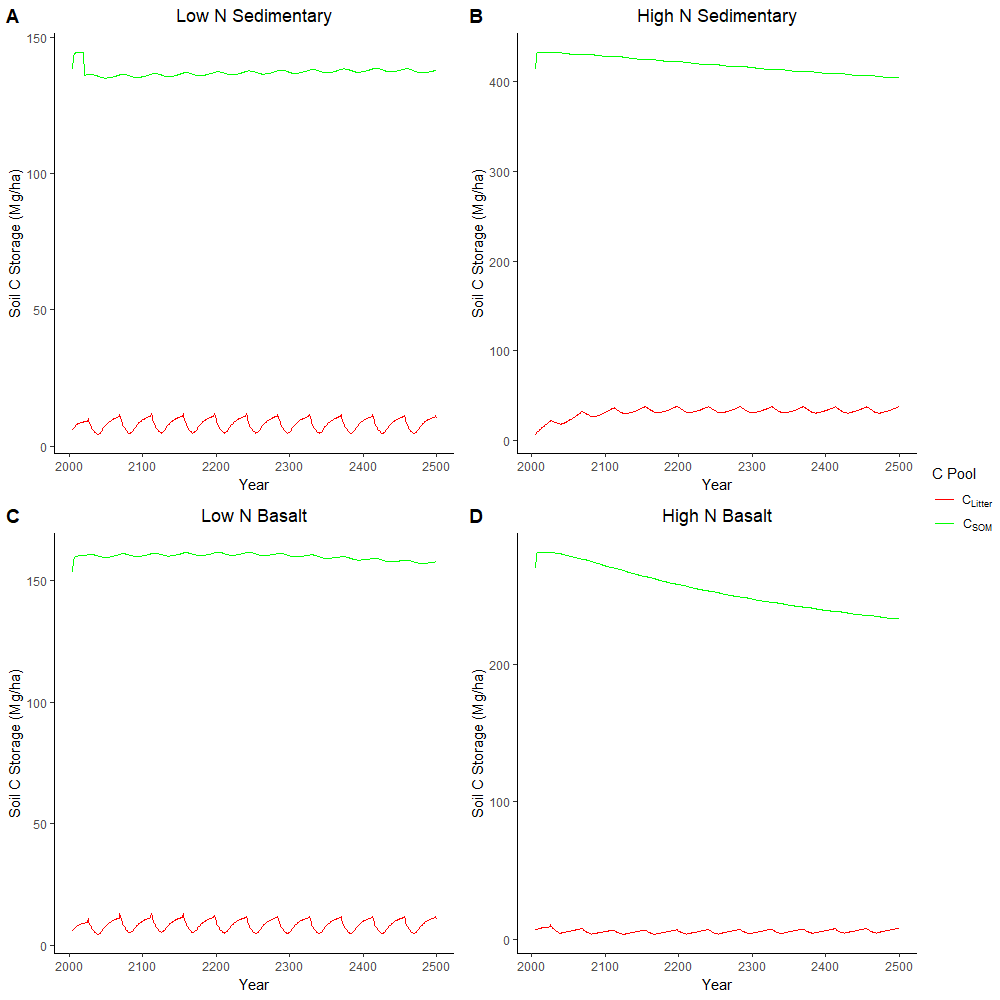 A
Low N Sedimentary
Soil C Storage (Mg/ha)
150
100
50
0
2000 2100 2200 2300 2400 2500
Year
B
High N Sedimentary
Soil C Storage (Mg/ha)
400
300
200
100
0
2000 2100 2200 2300 2400 2500
Year
C
Low N Basalt
Soil C Storage (Mg/ha)
150
100
50
0
2000 2100 2200 2300 2400 2500
Year
D
High N Basalt
Soil C Storage (Mg/ha)
200
100
0
2000 2100 2200 2300 2400 2500
Year
C Pool
CLitter
CSOM